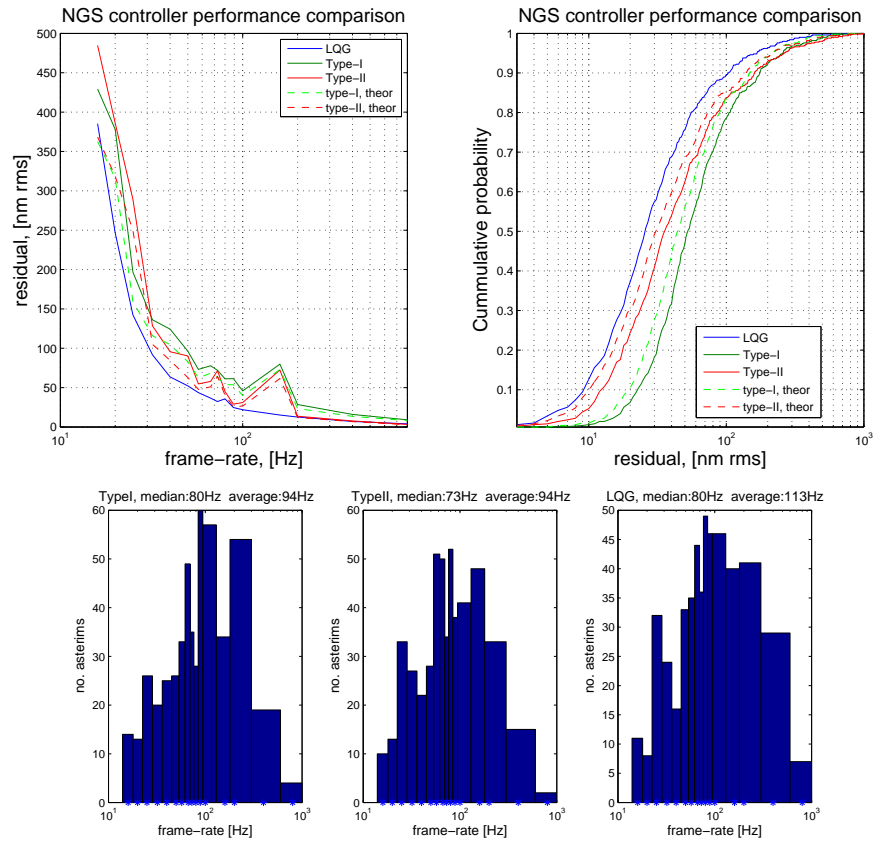 NGS controller performance comparison
500
450
400
350
300
250
200
150
100
50
0
residual, [nm rms]
10^1
10^2
frame−rate, [Hz]
LQG
Type−I
Type−II
type−I, theor
type−II, theor
NGS controller performance comparison
1
0.9
0.8
0.7
0.6
0.5
0.4
0.3
0.2
0.1
Cummulative probability
10^1
10^2
10^3
residual, [nm rms]
LQG
Type−I
Type−II
type−I, theor
type−II, theor
TypeI, median:80Hz average:94Hz
60
50
40
30
20
10
0
no. asterims
10^1
10^2
10^3
frame−rate [Hz]
TypeII, median:73Hz average:94Hz
60
50
40
30
20
10
0
no. asterims
10^1
10^2
10^3
frame−rate [Hz]
LQG, median:80Hz average:113Hz
50
45
40
35
30
25
20
15
10
5
0
no. asterims
10^1
10^2
10^3
frame−rate [Hz]